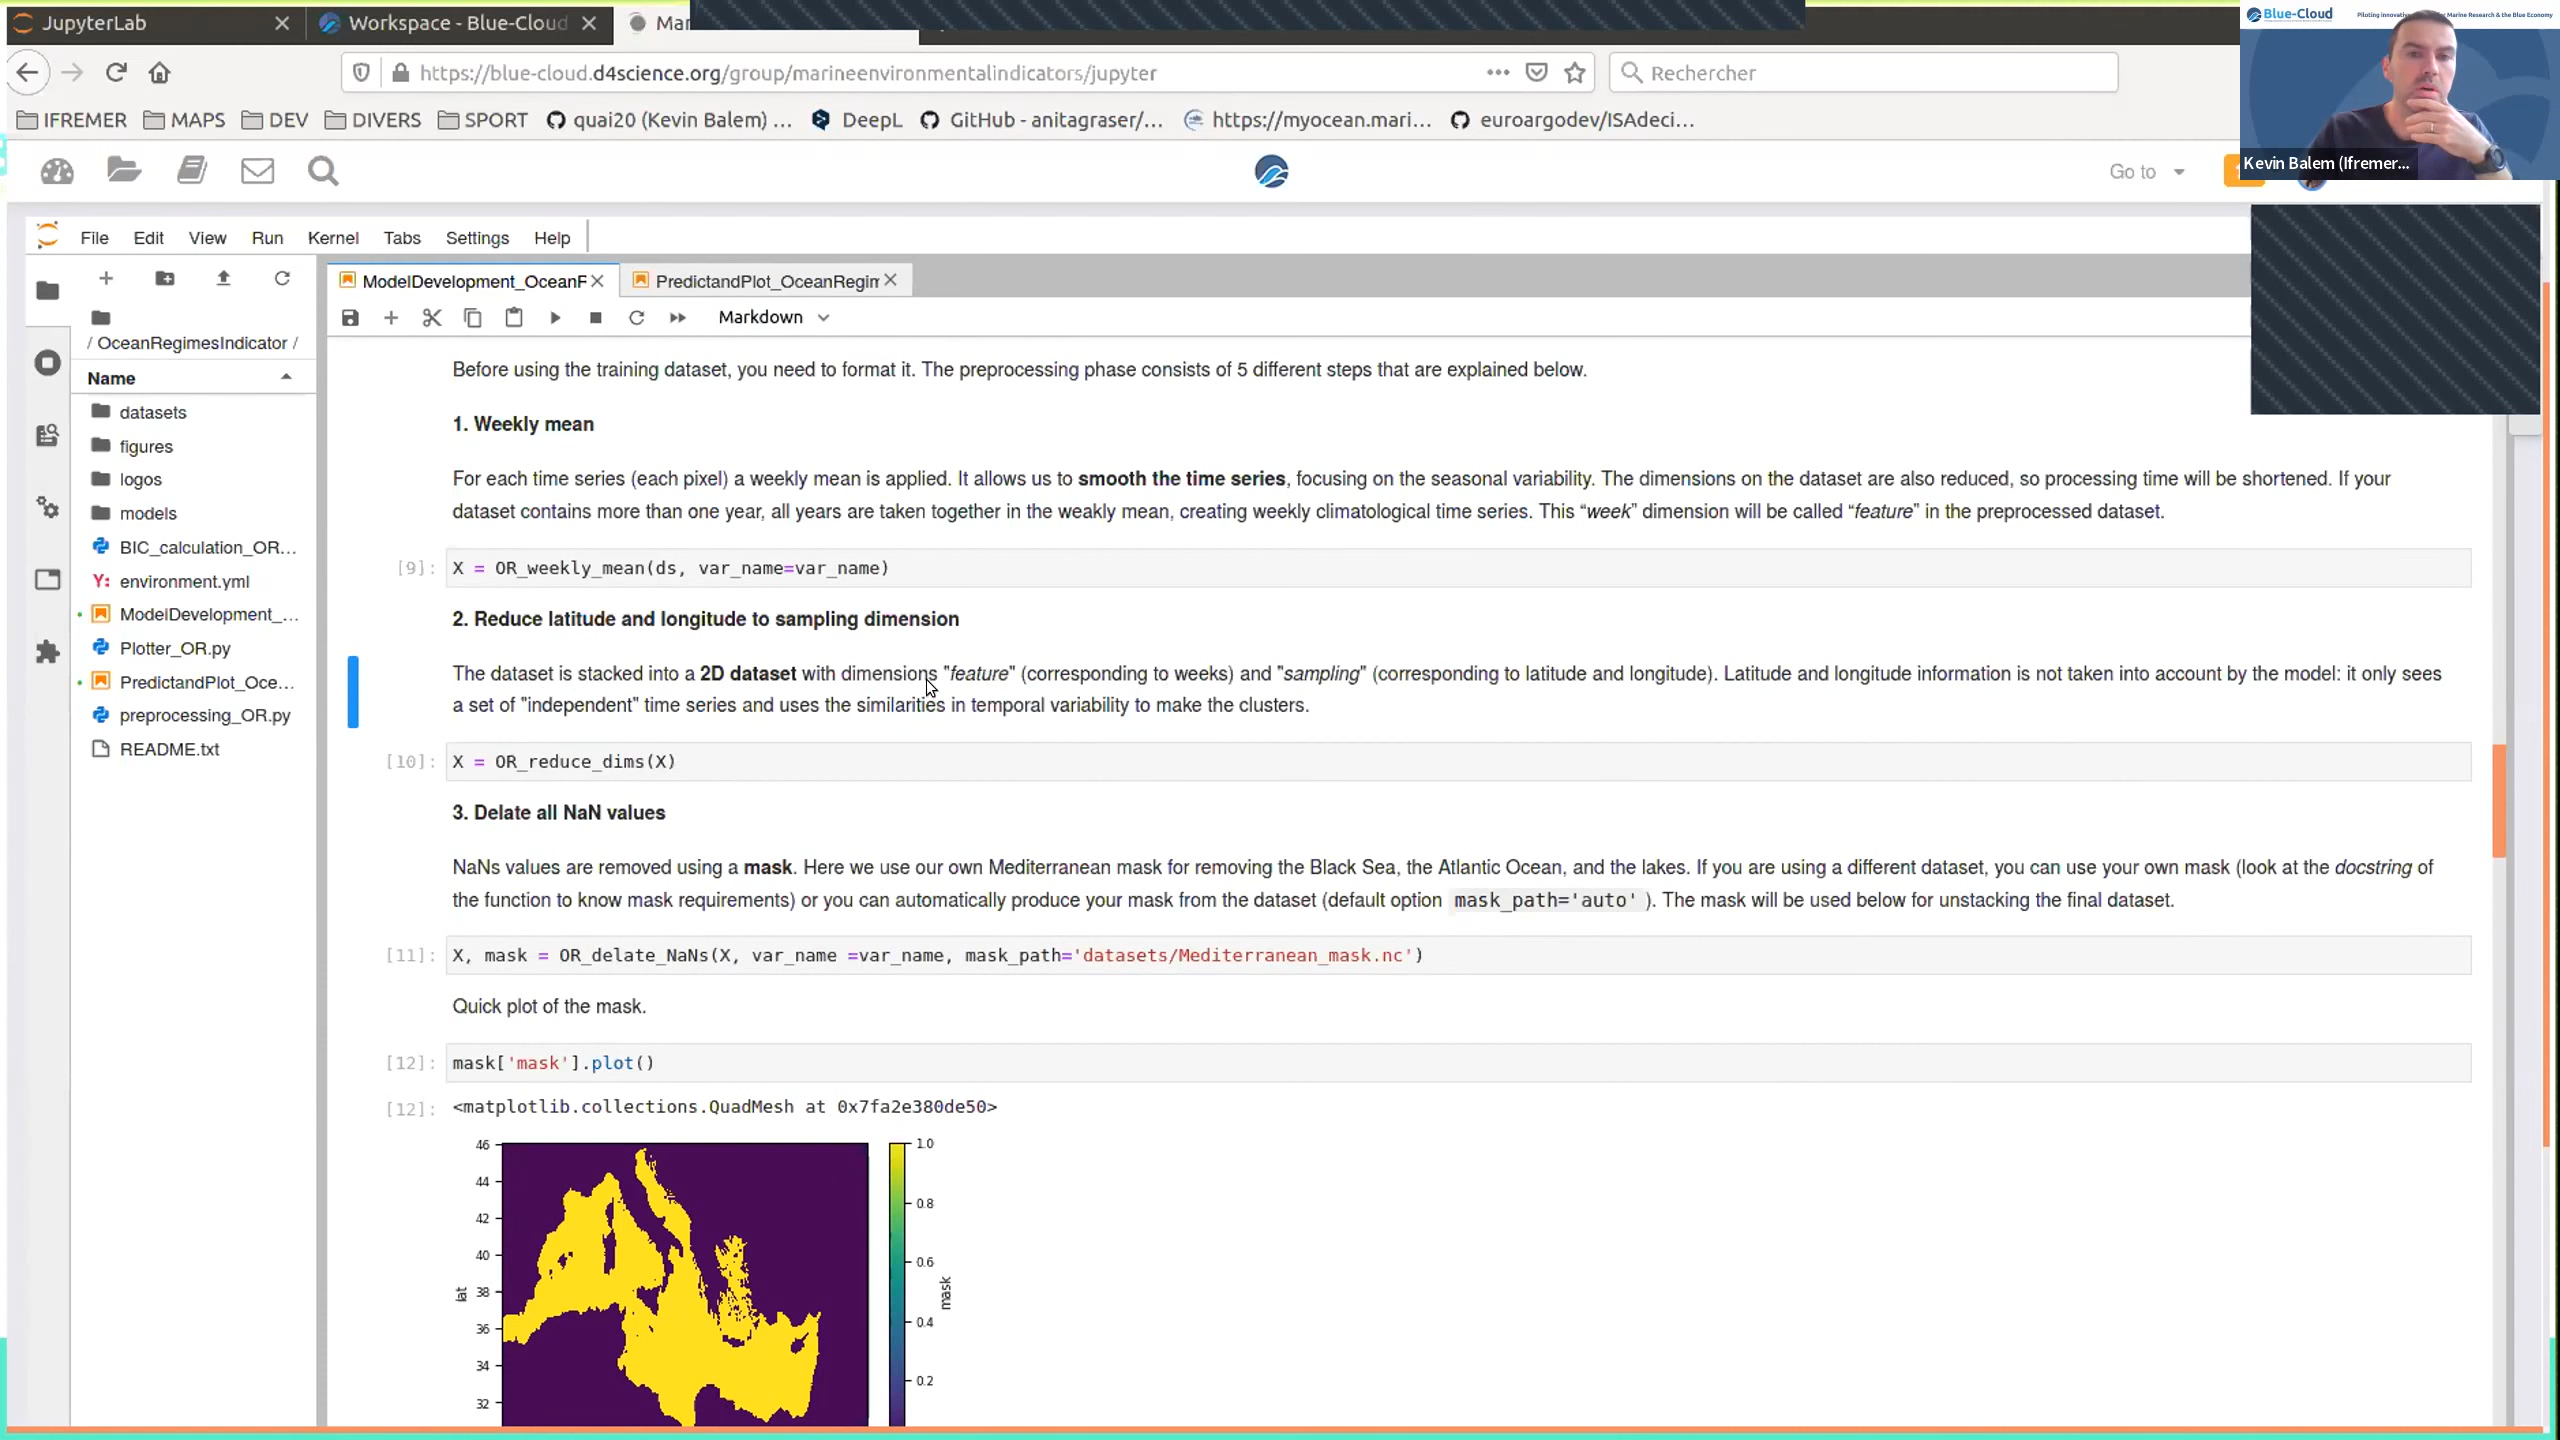 JupyterLab
Workspace - Blue-Cloud
Mar
https://blue-cloud.d4science.org/group/marineenvironmentalindicators/jupyter
Rechercher
IFREMER MAPS DEV DIVERS SPORT quai20 (Kevin Balem) ... DeepL GitHub - anitagraser/... https://myocean.mari... euroargodev/ISAdeci...
Blue-Cloud
Kevin Balem (Ifremer...
Go to
File Edit View Run Kernel Tabs Settings Help
ModelDevelopment_OceanF
PredictandPlot_OceanRegim
Markdown
/ OceanRegimesIndicator /
Name
datasets
figures
logos
models
BIC_calculation_OR...
Y: environment.yml
ModelDevelopment_...
Plotter_OR.py
PredictandPlot_Oce...
preprocessing_OR.py
README.txt
Before using the training dataset, you need to format it. The preprocessing phase consists of 5 different steps that are explained below.
1. Weekly mean
For each time series (each pixel) a weekly mean is applied. It allows us to smooth the time series, focusing on the seasonal variability. The dimensions on the dataset are also reduced, so processing time will be shortened. If your
dataset contains more than one year, all years are taken together in the weakly mean, creating weekly climatological time series. This “week” dimension will be called “feature” in the preprocessed dataset.
[9]: X = OR_weekly_mean(ds, var_name=var_name)
2. Reduce latitude and longitude to sampling dimension
The dataset is stacked into a 2D dataset with dimensions "feature" (corresponding to weeks) and "sampling" (corresponding to latitude and longitude). Latitude and longitude information is not taken into account by the model: it only sees
a set of "independent" time series and uses the similarities in temporal variability to make the clusters.
[10]: X = OR_reduce_dims(X)
3. Delate all NaN values
NaNs values are removed using a mask. Here we use our own Mediterranean mask for removing the Black Sea, the Atlantic Ocean, and the lakes. If you are using a different dataset, you can use your own mask (look at the docstring of
the function to know mask requirements) or you can automatically produce your mask from the dataset (default option mask_path='auto' ). The mask will be used below for unstacking the final dataset.
[11]: X, mask = OR_delate_NaNs(X, var_name =var_name, mask_path='datasets/Mediterranean_mask.nc')
Quick plot of the mask.
[12]: mask['mask'].plot()
[12]: <matplotlib.collections.QuadMesh at 0x7fa2e380de50>
46
44
42
40
38
36
34
32
lat
1.0
0.8
0.6
0.4
0.2
mask